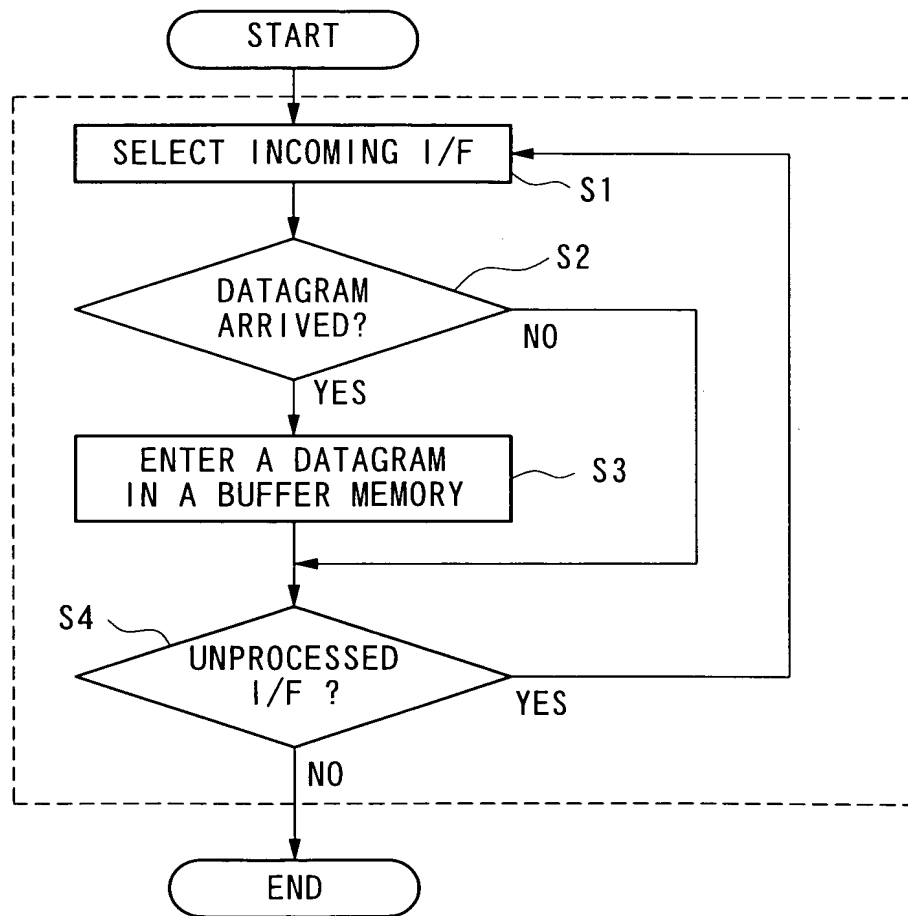 START
SELECT INCOMING I/F
S1
S2
DATAGRAM
ARRIVED?
NO
YES
ENTER A DATAGRAM
IN A BUFFER MEMORY
S3
S4
UNPROCESSED
I/F ?
YES
NO
END